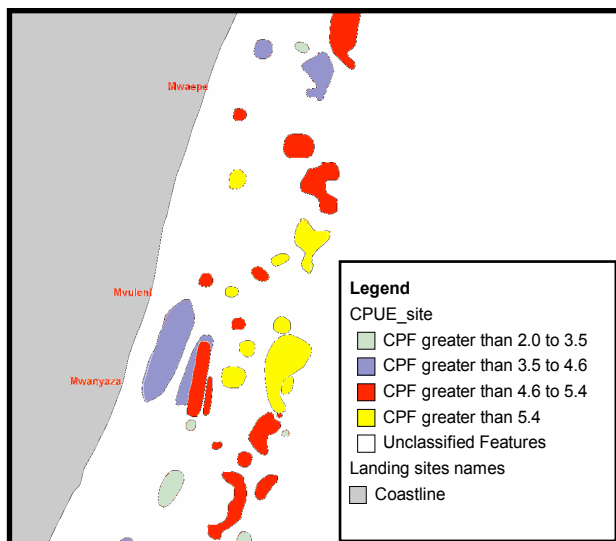 Mwaepe
Mvuleni
Mwanyaza
Legend
CPUE_site
CPF greater than 2.0 to 3.5
CPF greater than 3.5 to 4.6
CPF greater than 4.6 to 5.4
CPF greater than 5.4
Unclassified Features
Landing sites names
Coastline